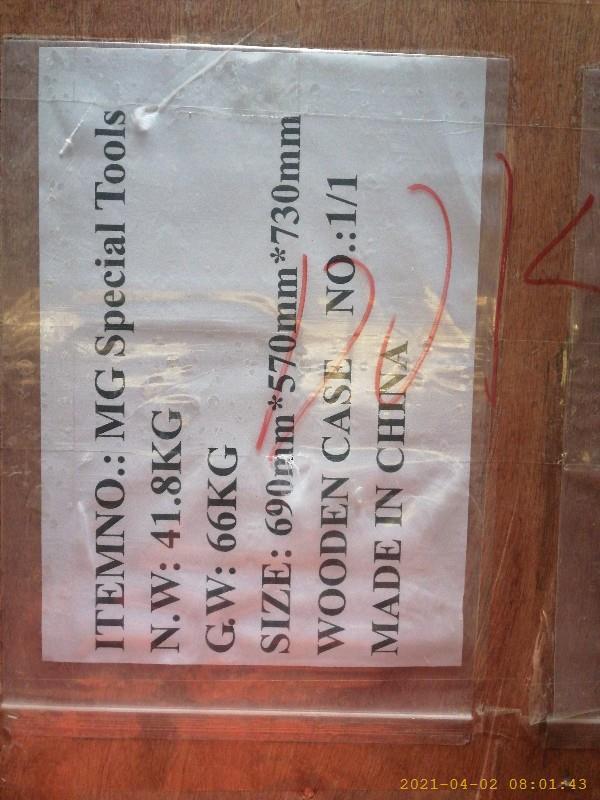 ITEMNO.: MG Special Tools
N.W: 41.8KG
G.W: 66KG
SIZE: 690mm*570mm*730mm
WOODEN CASE NO.:1/1
MADE IN CHINA
2021-04-02 08:01:43